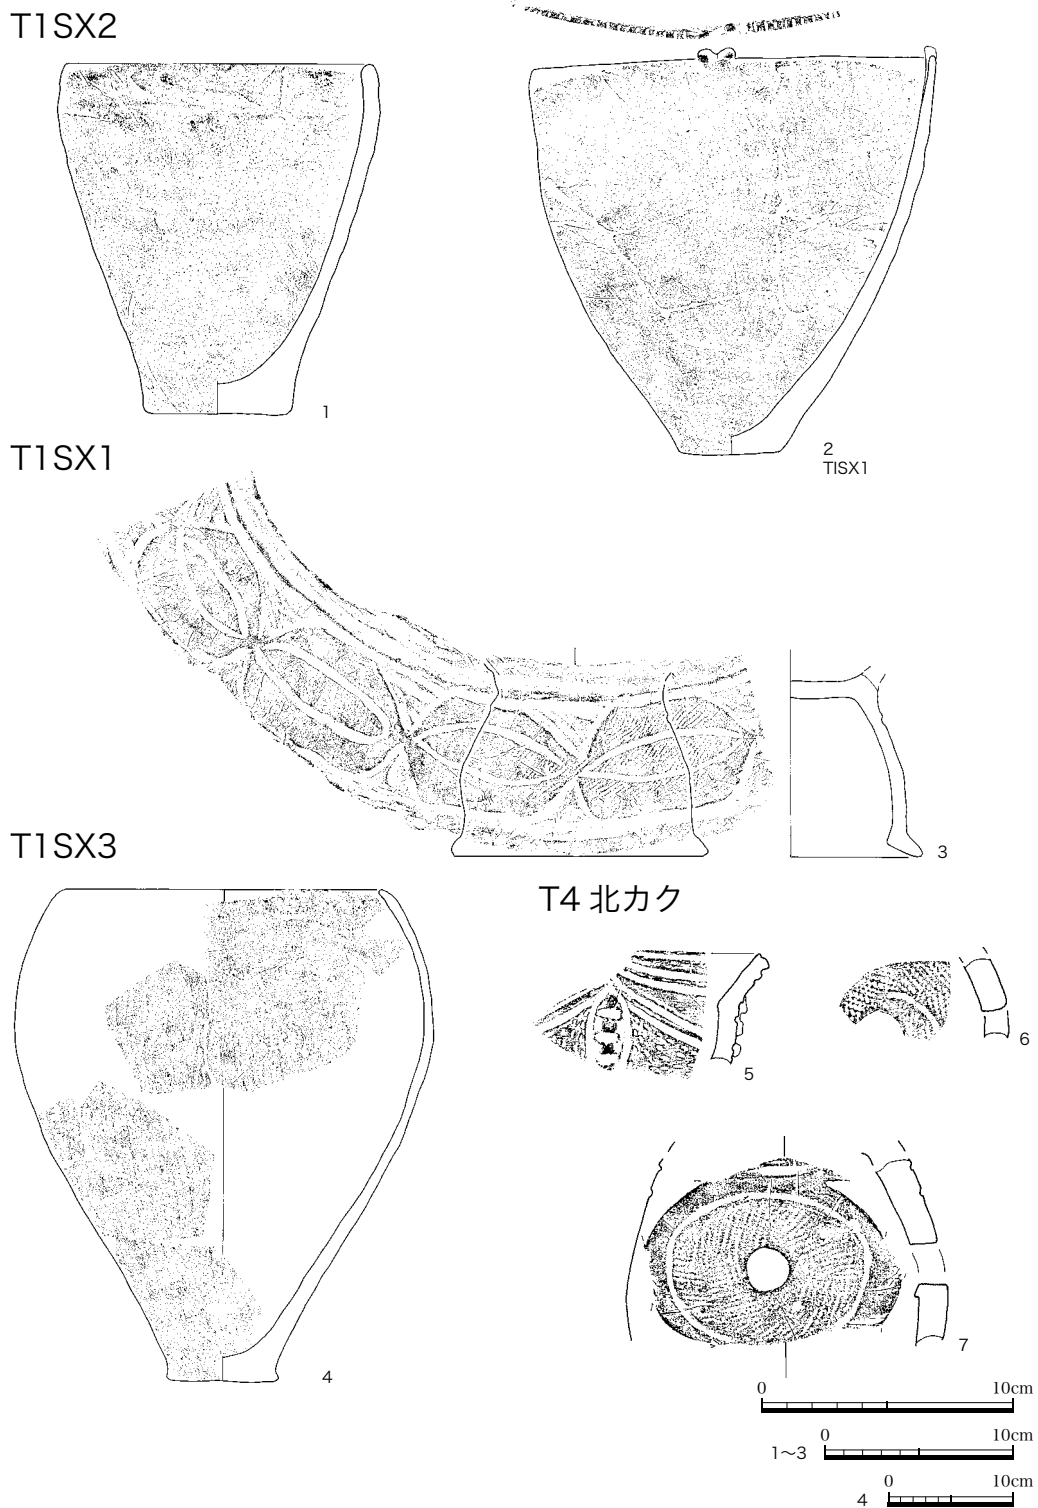 T1SX2
1
2
TISX1
T1SX1
3
T1SX3
T4 北カク
5
6
4
7
0 10cm
1〜3 0 10cm
4 0 10cm